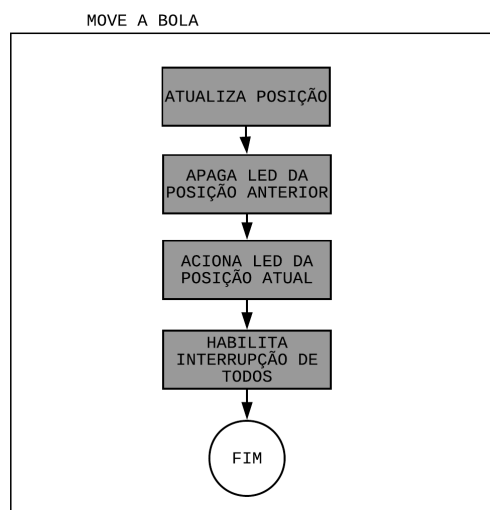 MOVE A BOLA
ATUALIZA POSIÇÃO
APAGA LED DA
POSIÇÃO ANTERIOR
ACIONA LED DA
POSIÇÃO ATUAL
HABILITA
INTERRUPÇÃO DE
TODOS
FIM